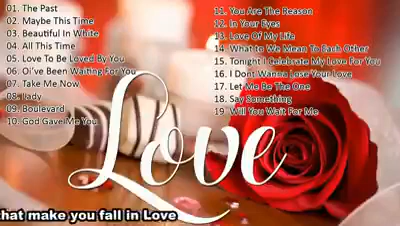 01. The Past
02. Maybe This Time
03. Beautiful In White
04. All This Time
05. Love To Be Loved By You
06. Oi've Been Waiting For You
07. Take Me Now
08. Lady
09. Boulevard
10. God Gave Me You
11. You Are The Reason
12. In Your Eyes
13. Love Of My Life
14. What to We Mean To Each Other
15. Tonight I Celebrate My Love For You
16. I Dont Wanna Lose Your Love
17. Let Me Be The One
18. Say Something
19. Will You Wait For Me
Love
that make you fall in Love